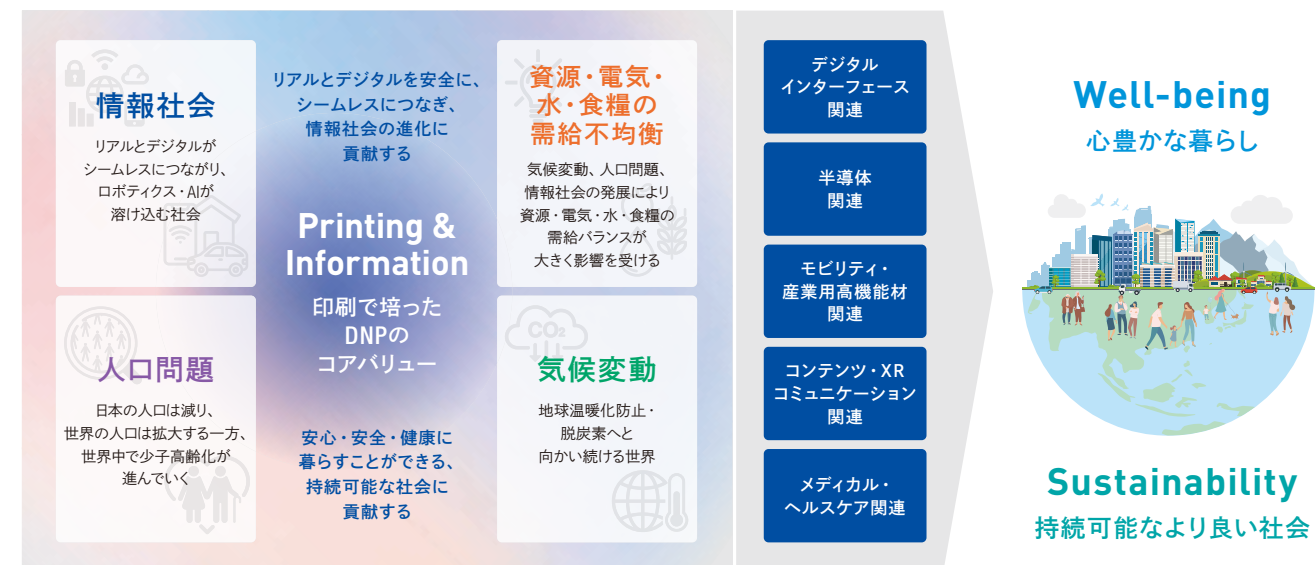 情報社会
リアルとデジタルが
シームレスにつながり、
ロボティクス・AIが
溶け込む社会
人口問題
日本の人口は減り、
世界の人口は拡大する一方、
世界中で少子高齢化が
進んでいく
リアルとデジタルを安全に、
シームレスにつなぎ、
情報社会の進化に
貢献する
Printing &
Information
印刷で培った
DNPの
コアバリュー
安心・安全・健康に
暮らすことができる、
持続可能な社会に
貢献する
資源・電気・
水・食糧の
需給不均衡
気候変動、人口問題、
情報社会の発展により
資源・電気・水・食糧の
需給バランスが
大きく影響を受ける
CO2
気候変動
地球温暖化防止・
脱炭素へと
向かい続ける世界
デジタル
インターフェース
関連
半導体
関連
モビリティ・
産業用高機能材
関連
コンテンツ・XR
コミュニケーション
関連
メディカル・
ヘルスケア関連
Well-being
心豊かな暮らし
Sustainability
持続可能なより良い社会